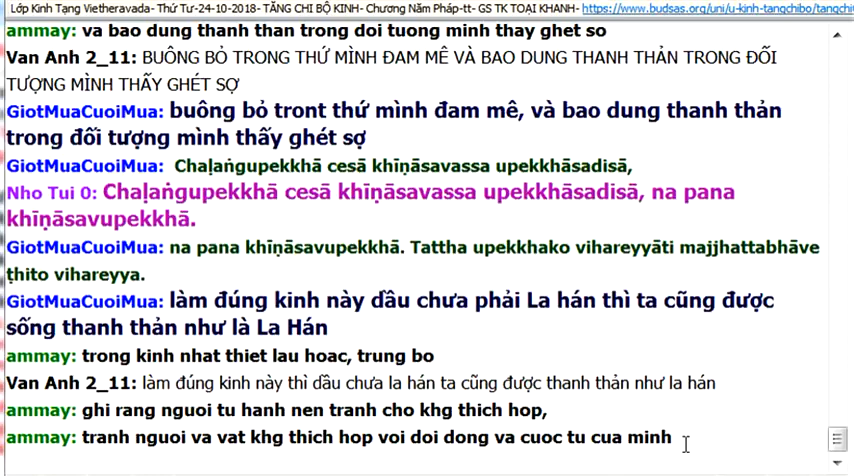 Lớp Kinh Tạng Vietheravada- Thứ Tư-24-10-2018- TĂNG CHI BỘ KINH- Chương Năm Pháp-tt- GS TK TOẠI KHANH- https://www.budsas.org/uni/u-kinh-tangchibo/tangchi
ammay: va bao dung thanh than trong doi tuong minh thay ghet so
Van Anh 2_11: BUÔNG BỎ TRONG THỨ MÌNH ĐAM MÊ VÀ BAO DUNG THANH THẢN TRONG ĐỐI
TƯỢNG MÌNH THẤY GHÉT SỢ
GiotMuaCuoiMua: buông bỏ tront thứ mình đam mê, và bao dung thanh thản
trong đối tượng mình thấy ghét sợ
GiotMuaCuoiMua: Chaḷaṅgupekkhā cesā khīṇāsavassa upekkhāsadisā,
Nho Tui 0: Chaḷaṅgupekkhā cesā khīṇāsavassa upekkhāsadisā, na pana
khīṇāsavupekkhā.
GiotMuaCuoiMua: na pana khīṇāsavupekkhā. Tattha upekkhako vihareyyāti majjhattabhāve
ṭhito vihareyya.
GiotMuaCuoiMua: làm đúng kinh này dầu chưa phải La hán thì ta cũng được
sống thanh thản như là La Hán
ammay: trong kinh nhat thiet lau hoac, trung bo
Van Anh 2_11: làm đúng kinh này thì dầu chưa la hán ta cũng được thanh thản như la hán
ammay: ghi rang nguoi tu hanh nen tranh cho khg thich hop,
ammay: tranh nguoi va vat khg thich hop voi doi dong va cuoc tu cua minh